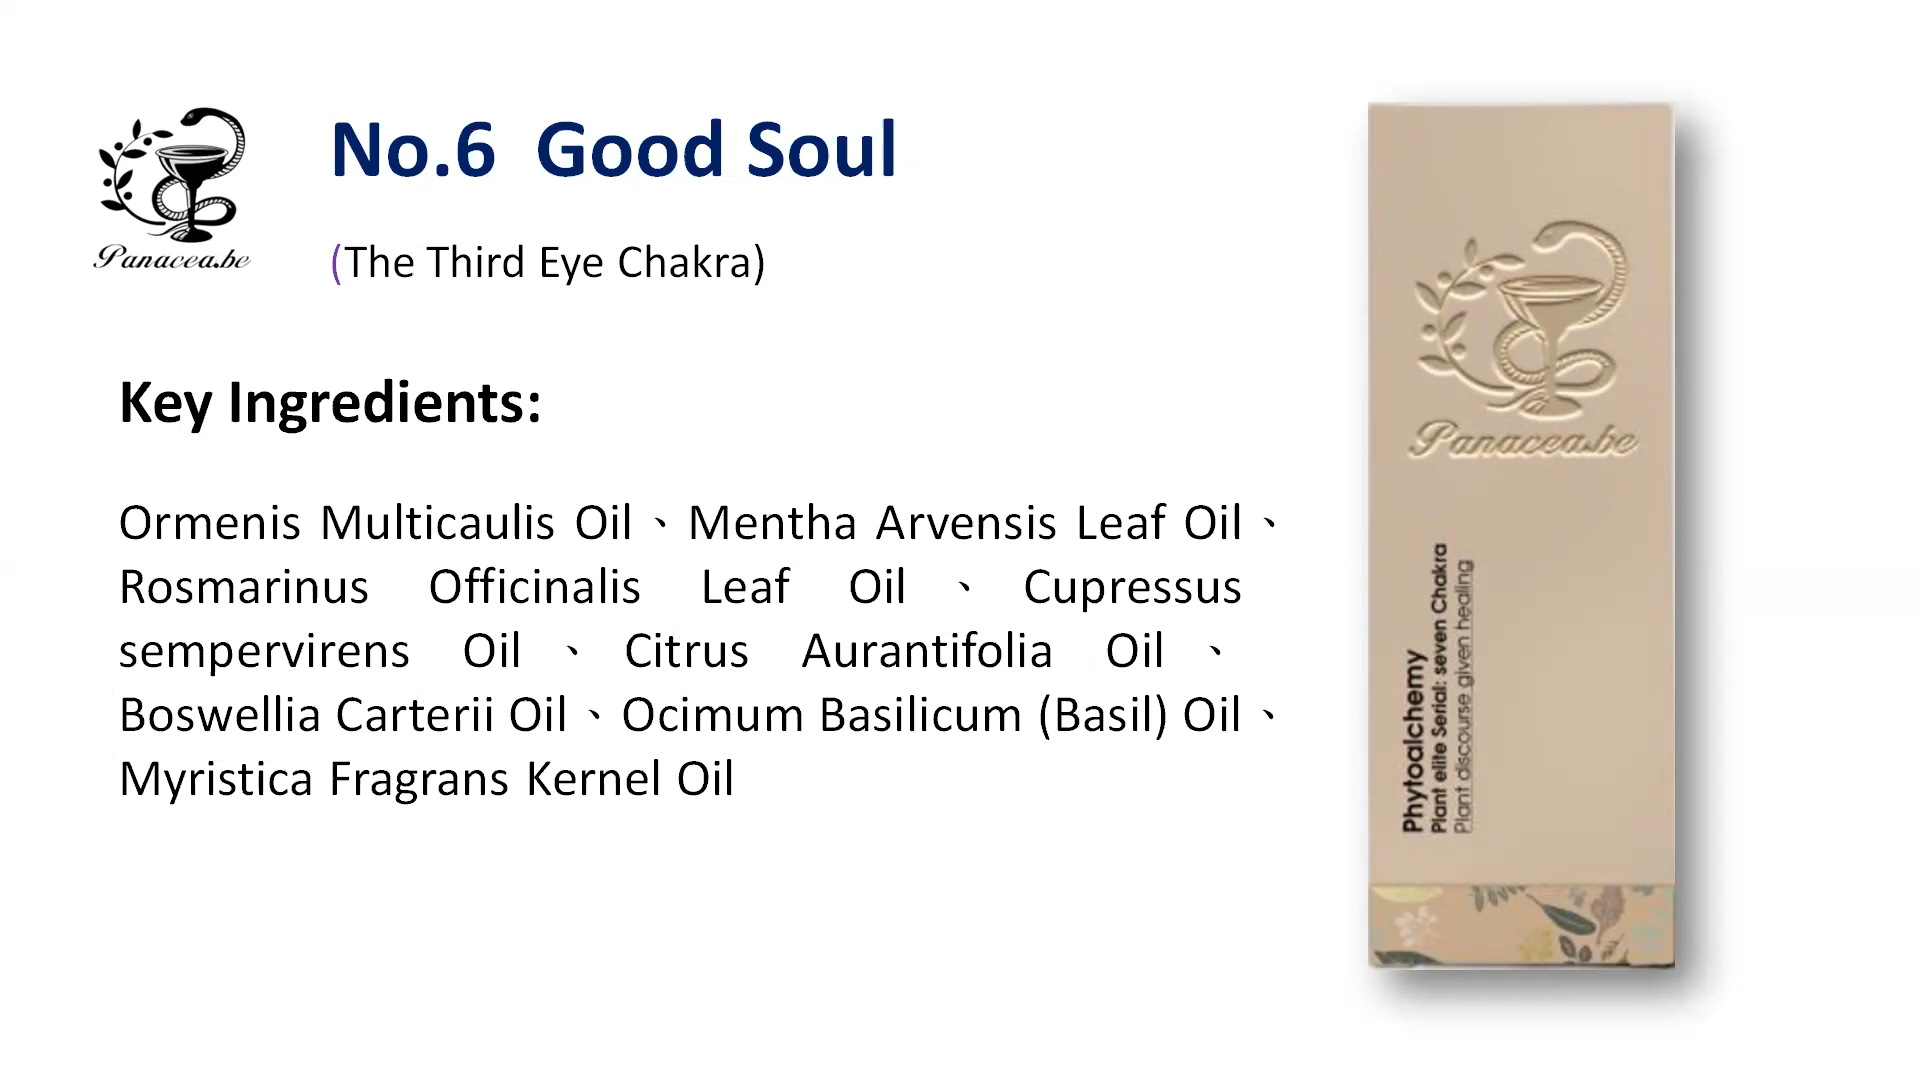 Panacea.be
No.6 Good Soul
(The Third Eye Chakra)
Key Ingredients:
Ormenis Multicaulis Oil、Mentha Arvensis Leaf Oil、
Rosmarinus Officinalis Leaf Oil、Cupressus
sempervirens Oil、Citrus Aurantifolia Oil、
Boswellia Carterii Oil、Ocimum Basilicum (Basil) Oil、
Myristica Fragrans Kernel Oil
Panacea.be
Phytoalchemy
Plant elite Serial: seven Chakra
Plant discourse given healing